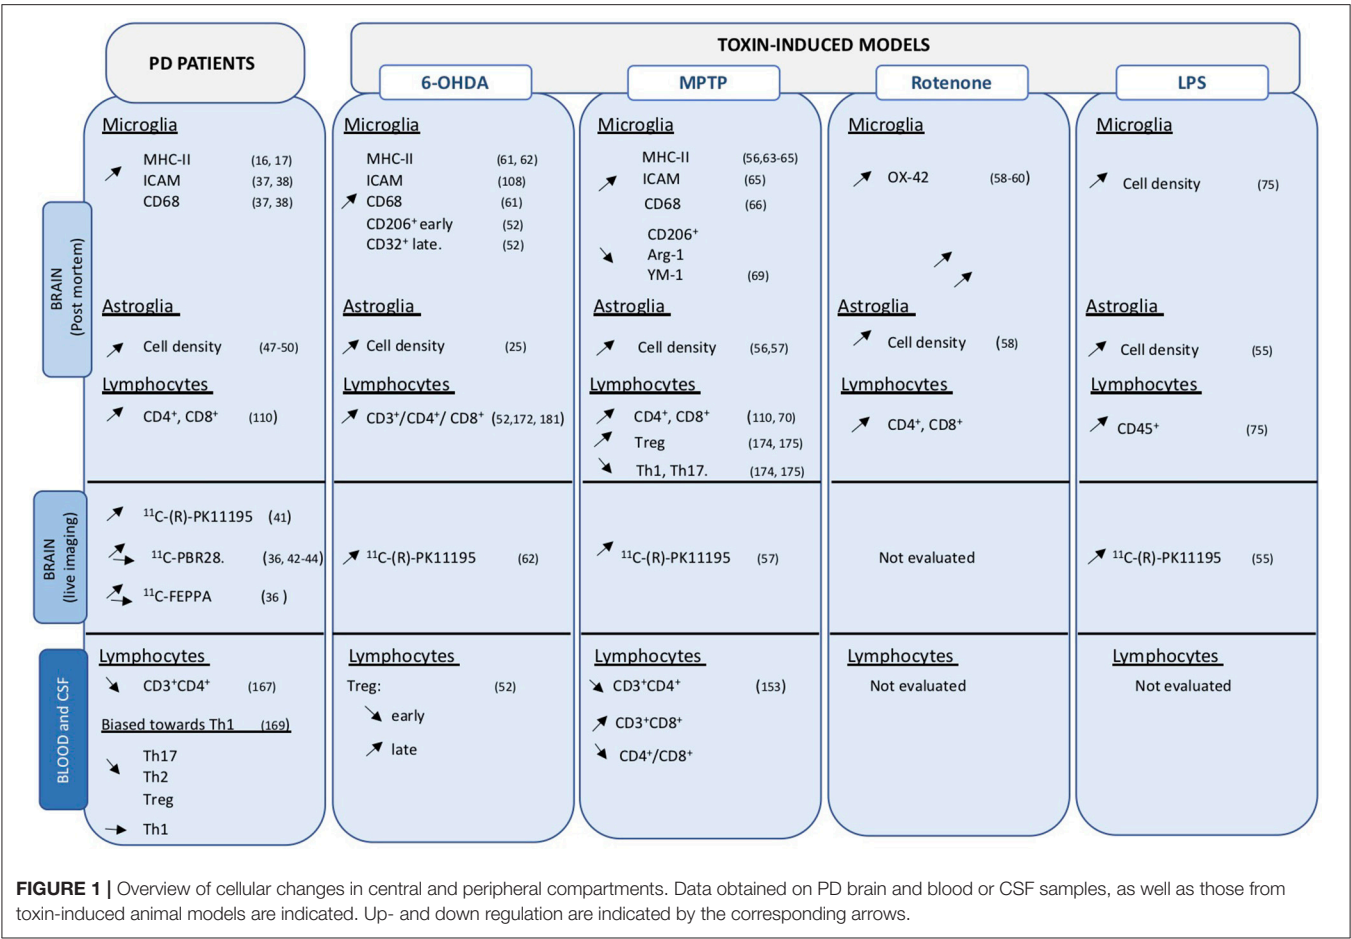 PD PATIENTS
TOXIN-INDUCED MODELS
6-OHDA
MPTP
Rotenone
LPS
BRAIN
(Post mortem)
BRAIN
(live imaging)
BLOOD and CSF
Microglia
MHC-II (16, 17)
ICAM (37, 38)
CD68 (37, 38)
Astroglia
Cell density (47-50)
Lymphocytes
CD4⁺, CD8⁺ (110)
¹¹C-(R)-PK11195 (41)
¹¹C-PBR28. (36, 42-44)
¹¹C-FEPPA (36 )
Lymphocytes
CD3⁺CD4⁺ (167)
Biased towards Th1 (169)
Th17
Th2
Treg
Th1
Microglia
MHC-II (61, 62)
ICAM (108)
CD68 (61)
CD206⁺ early (52)
CD32⁺ late. (52)
Astroglia
Cell density (25)
Lymphocytes
CD3⁺/CD4⁺/ CD8⁺ (52,172, 181)
¹¹C-(R)-PK11195 (62)
Lymphocytes
Treg: (52)
early
late
Microglia
MHC-II (56,63-65)
ICAM (65)
CD68 (66)
CD206⁺
Arg-1
YM-1 (69)
Astroglia
Cell density (56,57)
Lymphocytes
CD4⁺, CD8⁺ (110, 70)
Treg (174, 175)
Th1, Th17. (174, 175)
¹¹C-(R)-PK11195 (57)
Lymphocytes
CD3⁺CD4⁺ (153)
CD3⁺CD8⁺
CD4⁺/CD8⁺
Microglia
OX-42 (58-60)
Astroglia
Cell density (58)
Lymphocytes
CD4⁺, CD8⁺
Not evaluated
Lymphocytes
Not evaluated
Microglia
Cell density (75)
Astroglia
Cell density (55)
Lymphocytes
CD45⁺ (75)
¹¹C-(R)-PK11195 (55)
Lymphocytes
Not evaluated
FIGURE 1 | Overview of cellular changes in central and peripheral compartments. Data obtained on PD brain and blood or CSF samples, as well as those from
toxin-induced animal models are indicated. Up- and down regulation are indicated by the corresponding arrows.